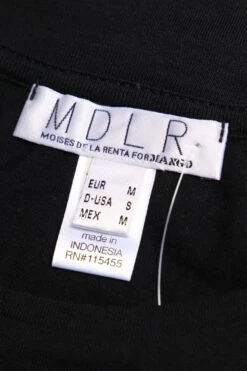 MDLR
MOISES DE LA RENTA FOR MANGO
EUR M
D-USA S
MEX M
made in
INDONESIA
RN#115455